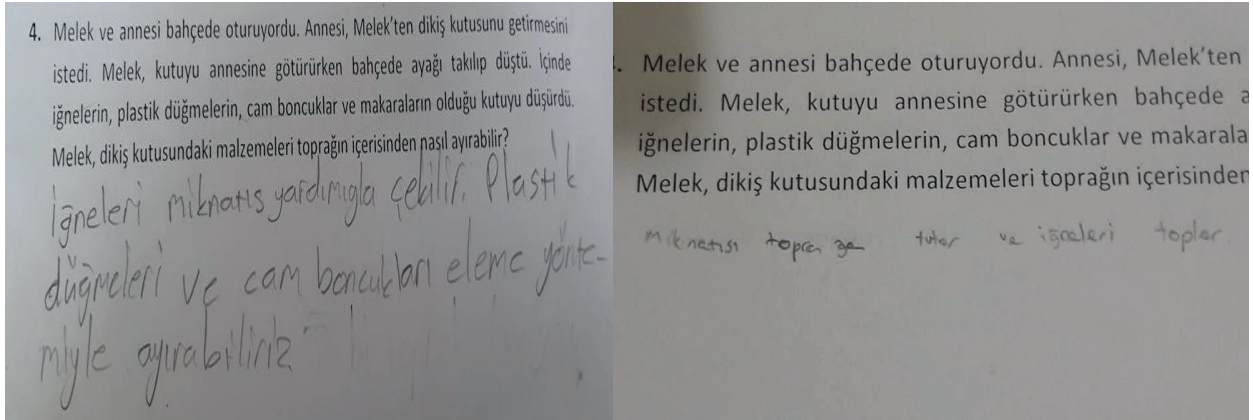 4. Melek ve annesi bahçede oturuyordu. Annesi, Melek'ten dikiş kutusunu getirmesini
istedi. Melek, kutuyu annesine götürürken bahçede ayağı takılıp düştü. İçinde
iğnelerin, plastik düğmelerin, cam boncuklar ve makaraların olduğu kutuyu düşürdü.
Melek, dikiş kutusundaki malzemeleri toprağın içerisinden nasıl ayırabilir?
İğneleri mıknatıs yardımıyla çekilir. Plastik
düğmeleri ve cam boncukları eleme yönte-
miyle ayırabiliriz
. Melek ve annesi bahçede oturuyordu. Annesi, Melek'ten
istedi. Melek, kutuyu annesine götürürken bahçede a
iğnelerin, plastik düğmelerin, cam boncuklar ve makarala
Melek, dikiş kutusundaki malzemeleri toprağın içerisinden
Mıknatısı toprağa tutar ve iğneleri toplar